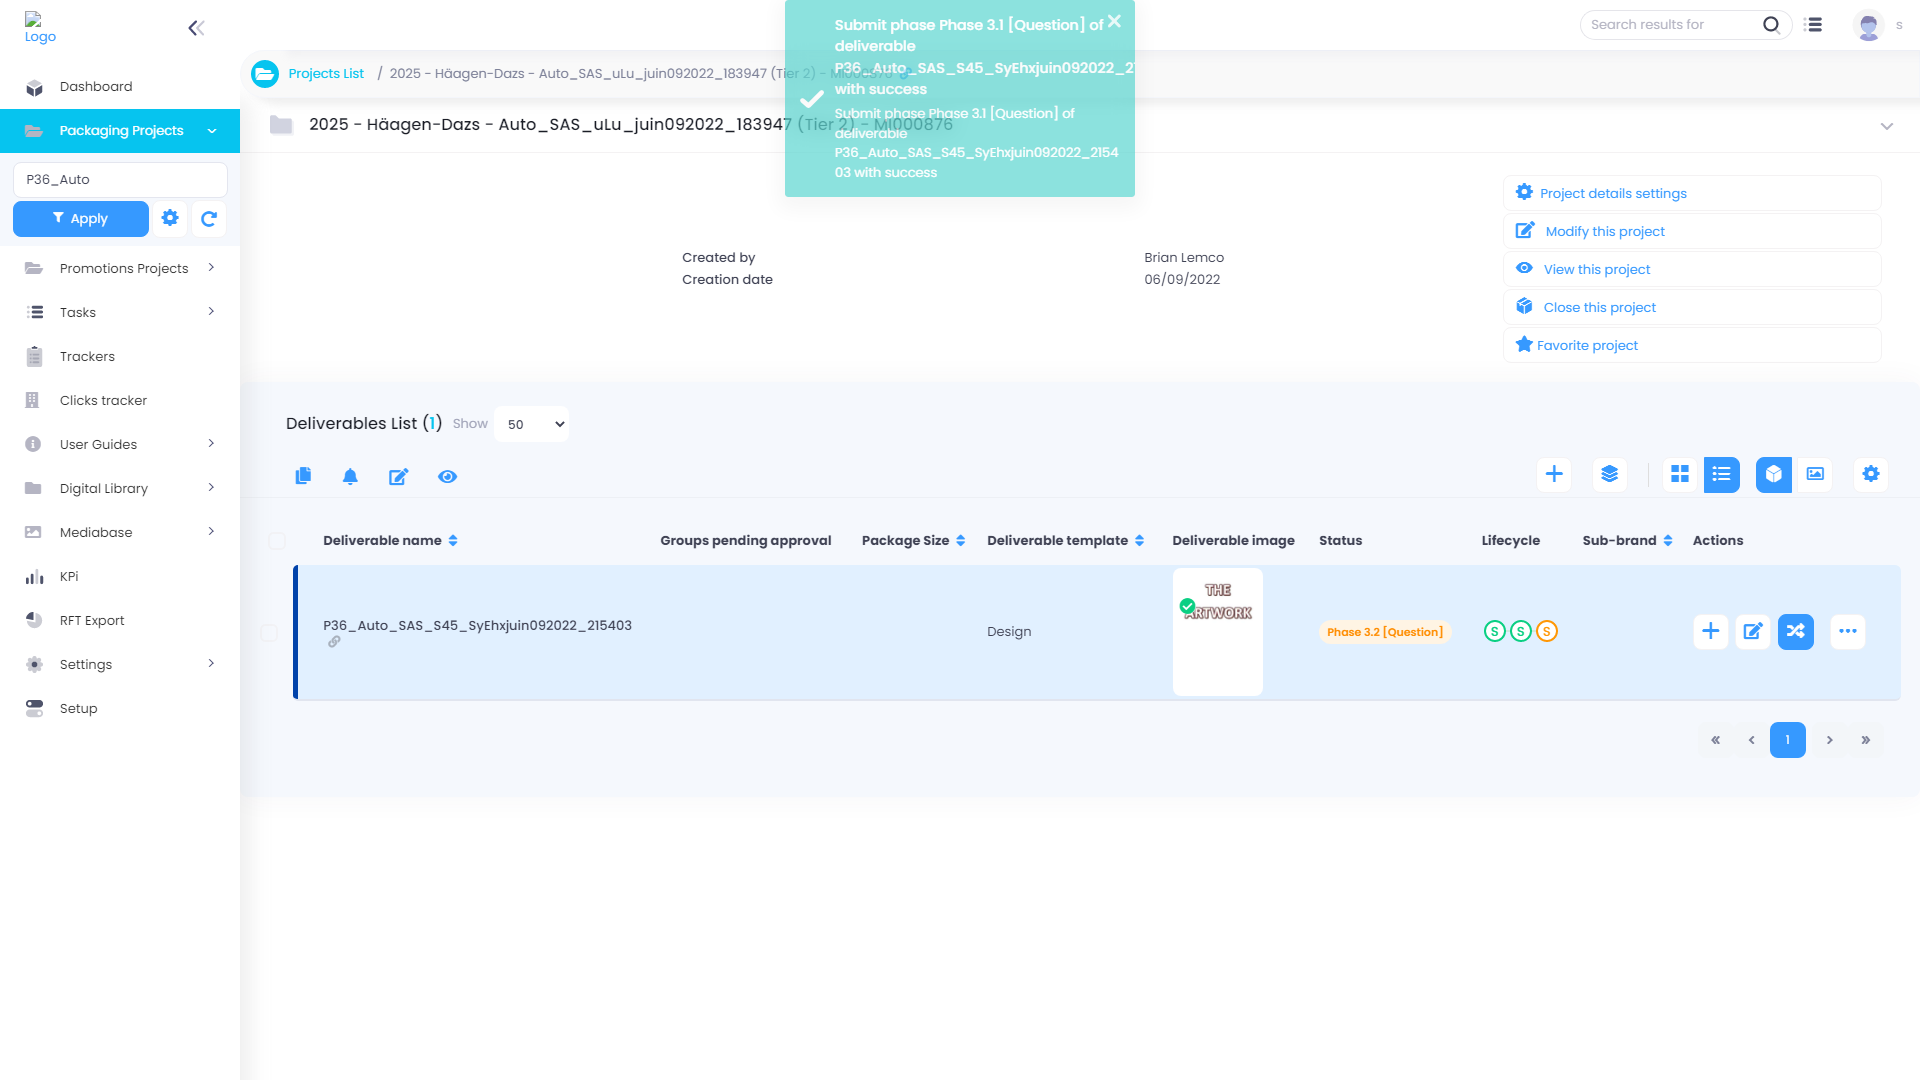 Logo
Search results for
s
Submit phase Phase 3.1 [Question] of
deliverable
P36_Auto_SAS_S45_SyEhxjuin092022_21
with success
Submit phase Phase 3.1 [Question] of
deliverable
P36_Auto_SAS_S45_SyEhxjuin092022_2154
03 with success
Projects List / 2025 - Häagen-Dazs - Auto_SAS_uLu_juin092022_183947 (Tier 2) - MI000876
2025 - Häagen-Dazs - Auto_SAS_uLu_juin092022_183947 (Tier 2) - MI000876
Dashboard
Packaging Projects
P36_Auto
Apply
Promotions Projects
Tasks
Trackers
Clicks tracker
User Guides
Digital Library
Mediabase
KPi
RFT Export
Settings
Setup
Created by
Brian Lemco
Creation date
06/09/2022
Project details settings
Modify this project
View this project
Close this project
Favorite project
Deliverables List (1) Show 50
Deliverable name Groups pending approval Package Size Deliverable template Deliverable image Status Lifecycle Sub-brand Actions
P36_Auto_SAS_S45_SyEhxjuin092022_215403
Design
THE
ARTWORK
Phase 3.2 [Question]
S S S
« ‹ 1 › »